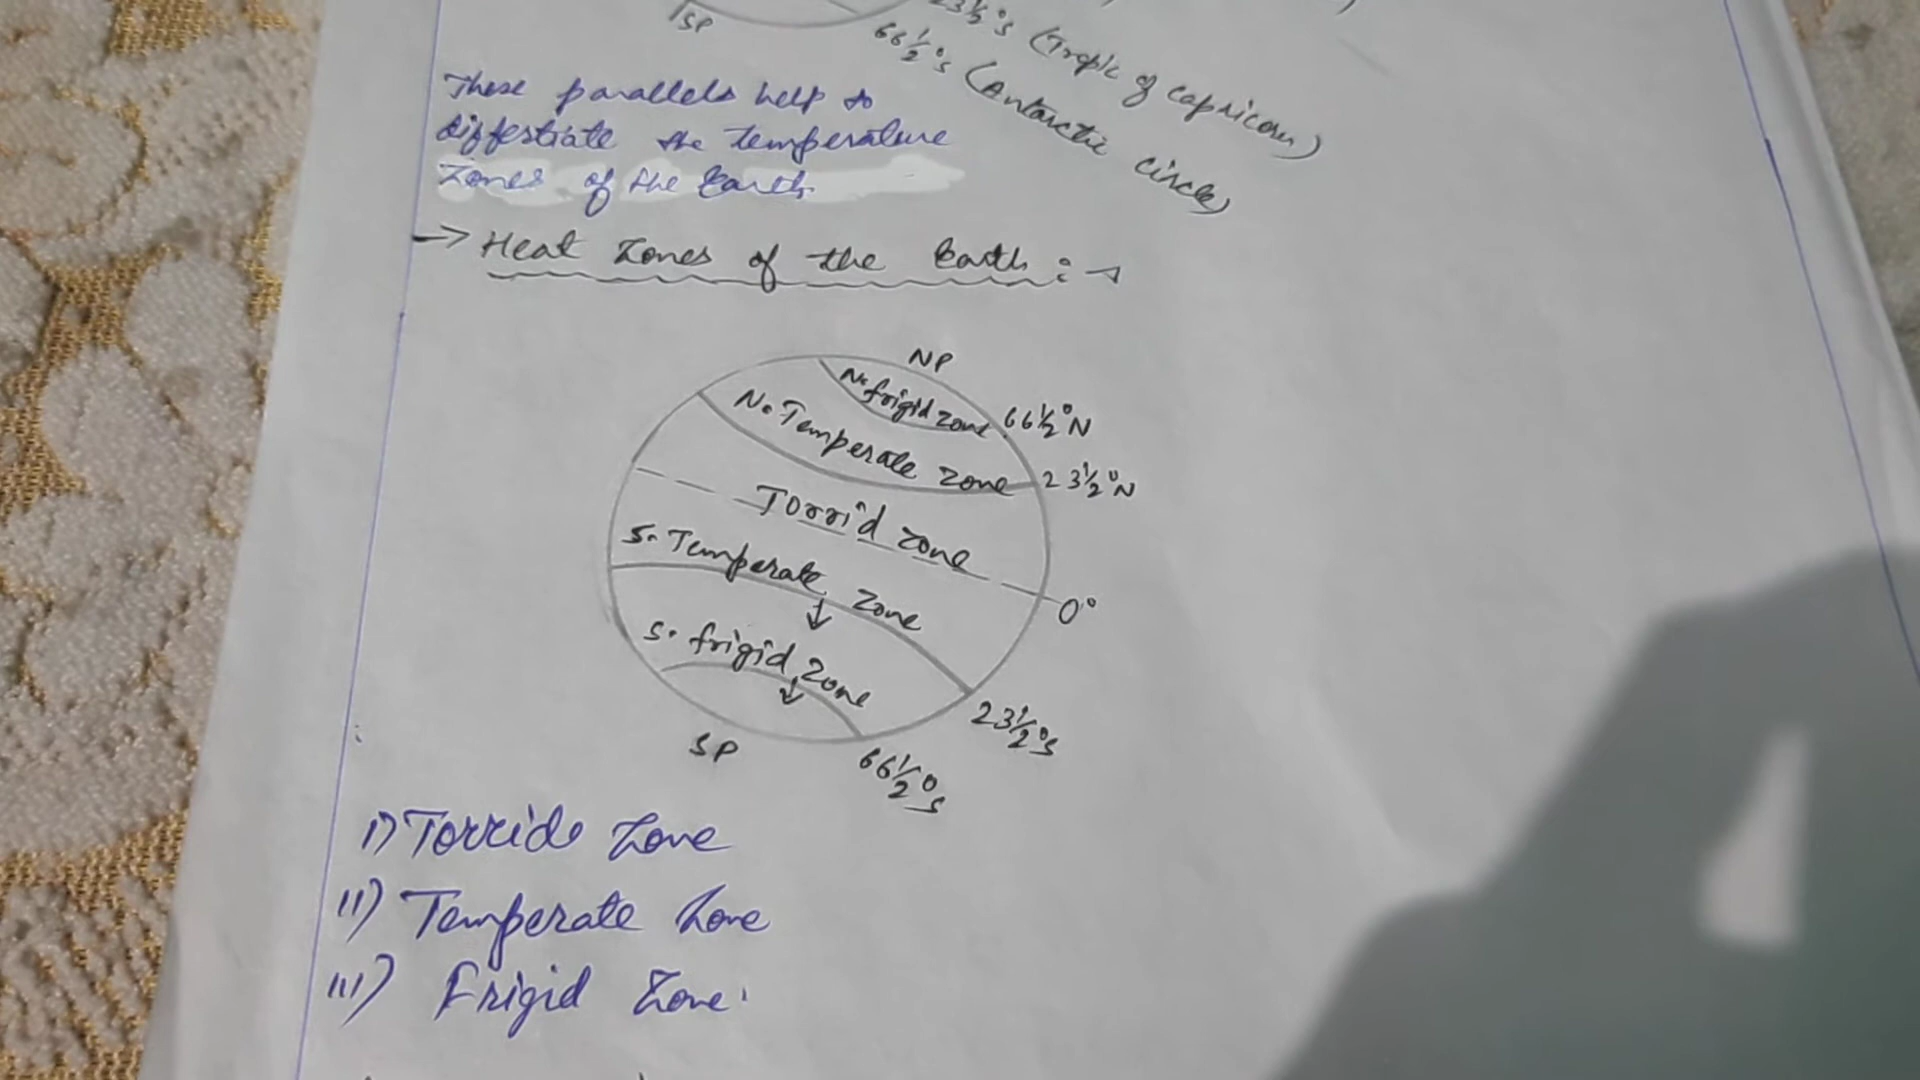 SP
23½°S (Tropic of Capricorn)
66½°S (Antarctic circle)
These parallels help to
diffestiate the temperature
Zones of the Earth
→ Heat Zones of the Earth :→
NP
N. frigid zone 66½°N
N. Temperate zone 23½°N
Torrid zone
0°
S. Temperate Zone
S. frigid Zone
23½°S
SP
66½°S
i) Torride Zone
ii) Temperate Zone
iii) Frigid Zone.